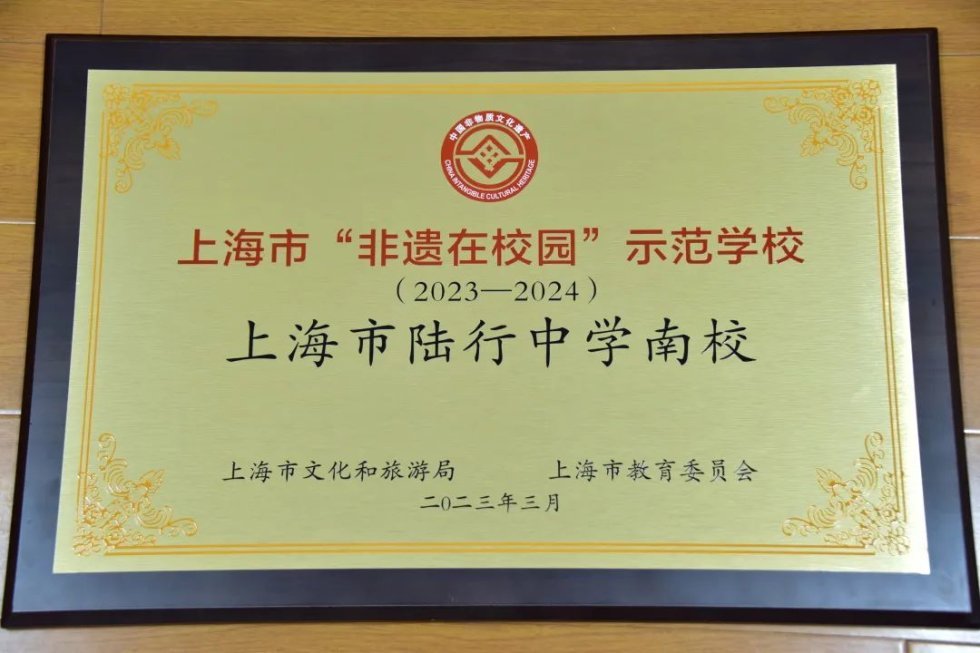 中国非物质文化遗产
CHINA INTANGIBLE CULTURAL HERITAGE
上海市“非遗在校园”示范学校
（2023—2024）
上海市陆行中学南校
上海市文化和旅游局 上海市教育委员会
二0二三年三月